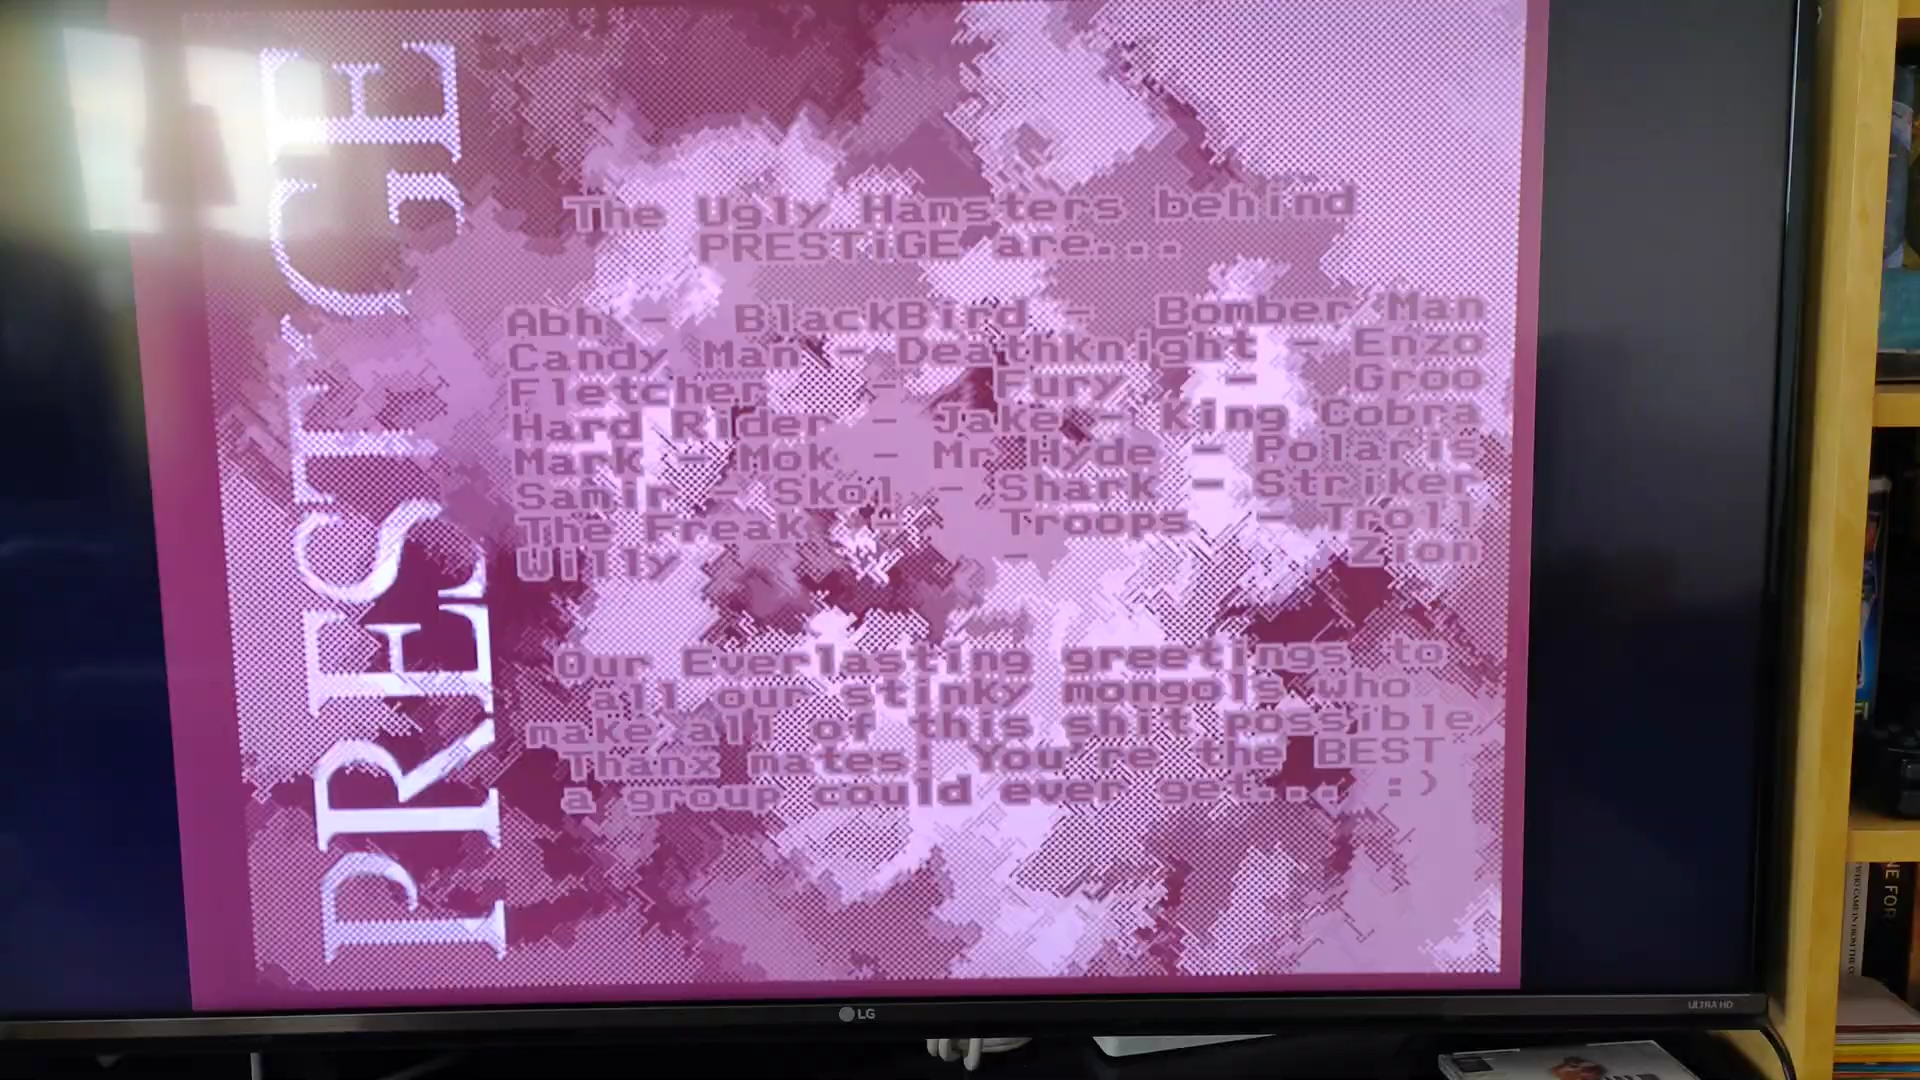 PRESTiGE
The Ugly Hamsters behind
PRESTiGE are...
Abh - BlackBird - Bomber Man
Candy Man - Deathknight - Enzo
Fletcher - Fury - Groo
Hard Rider - Jake - King Cobra
Mark - Mok - Mr Hyde - Polaris
Samir - Skol - Shark - Striker
The Freak - Troops - Troll
Willy - Zion
Our Everlasting greetings to
all our stinky mongols who
make all of this shit possible
Thanx mates! You're the BEST
a group could ever get... :)
LG
ULTRA HD
NE FOR